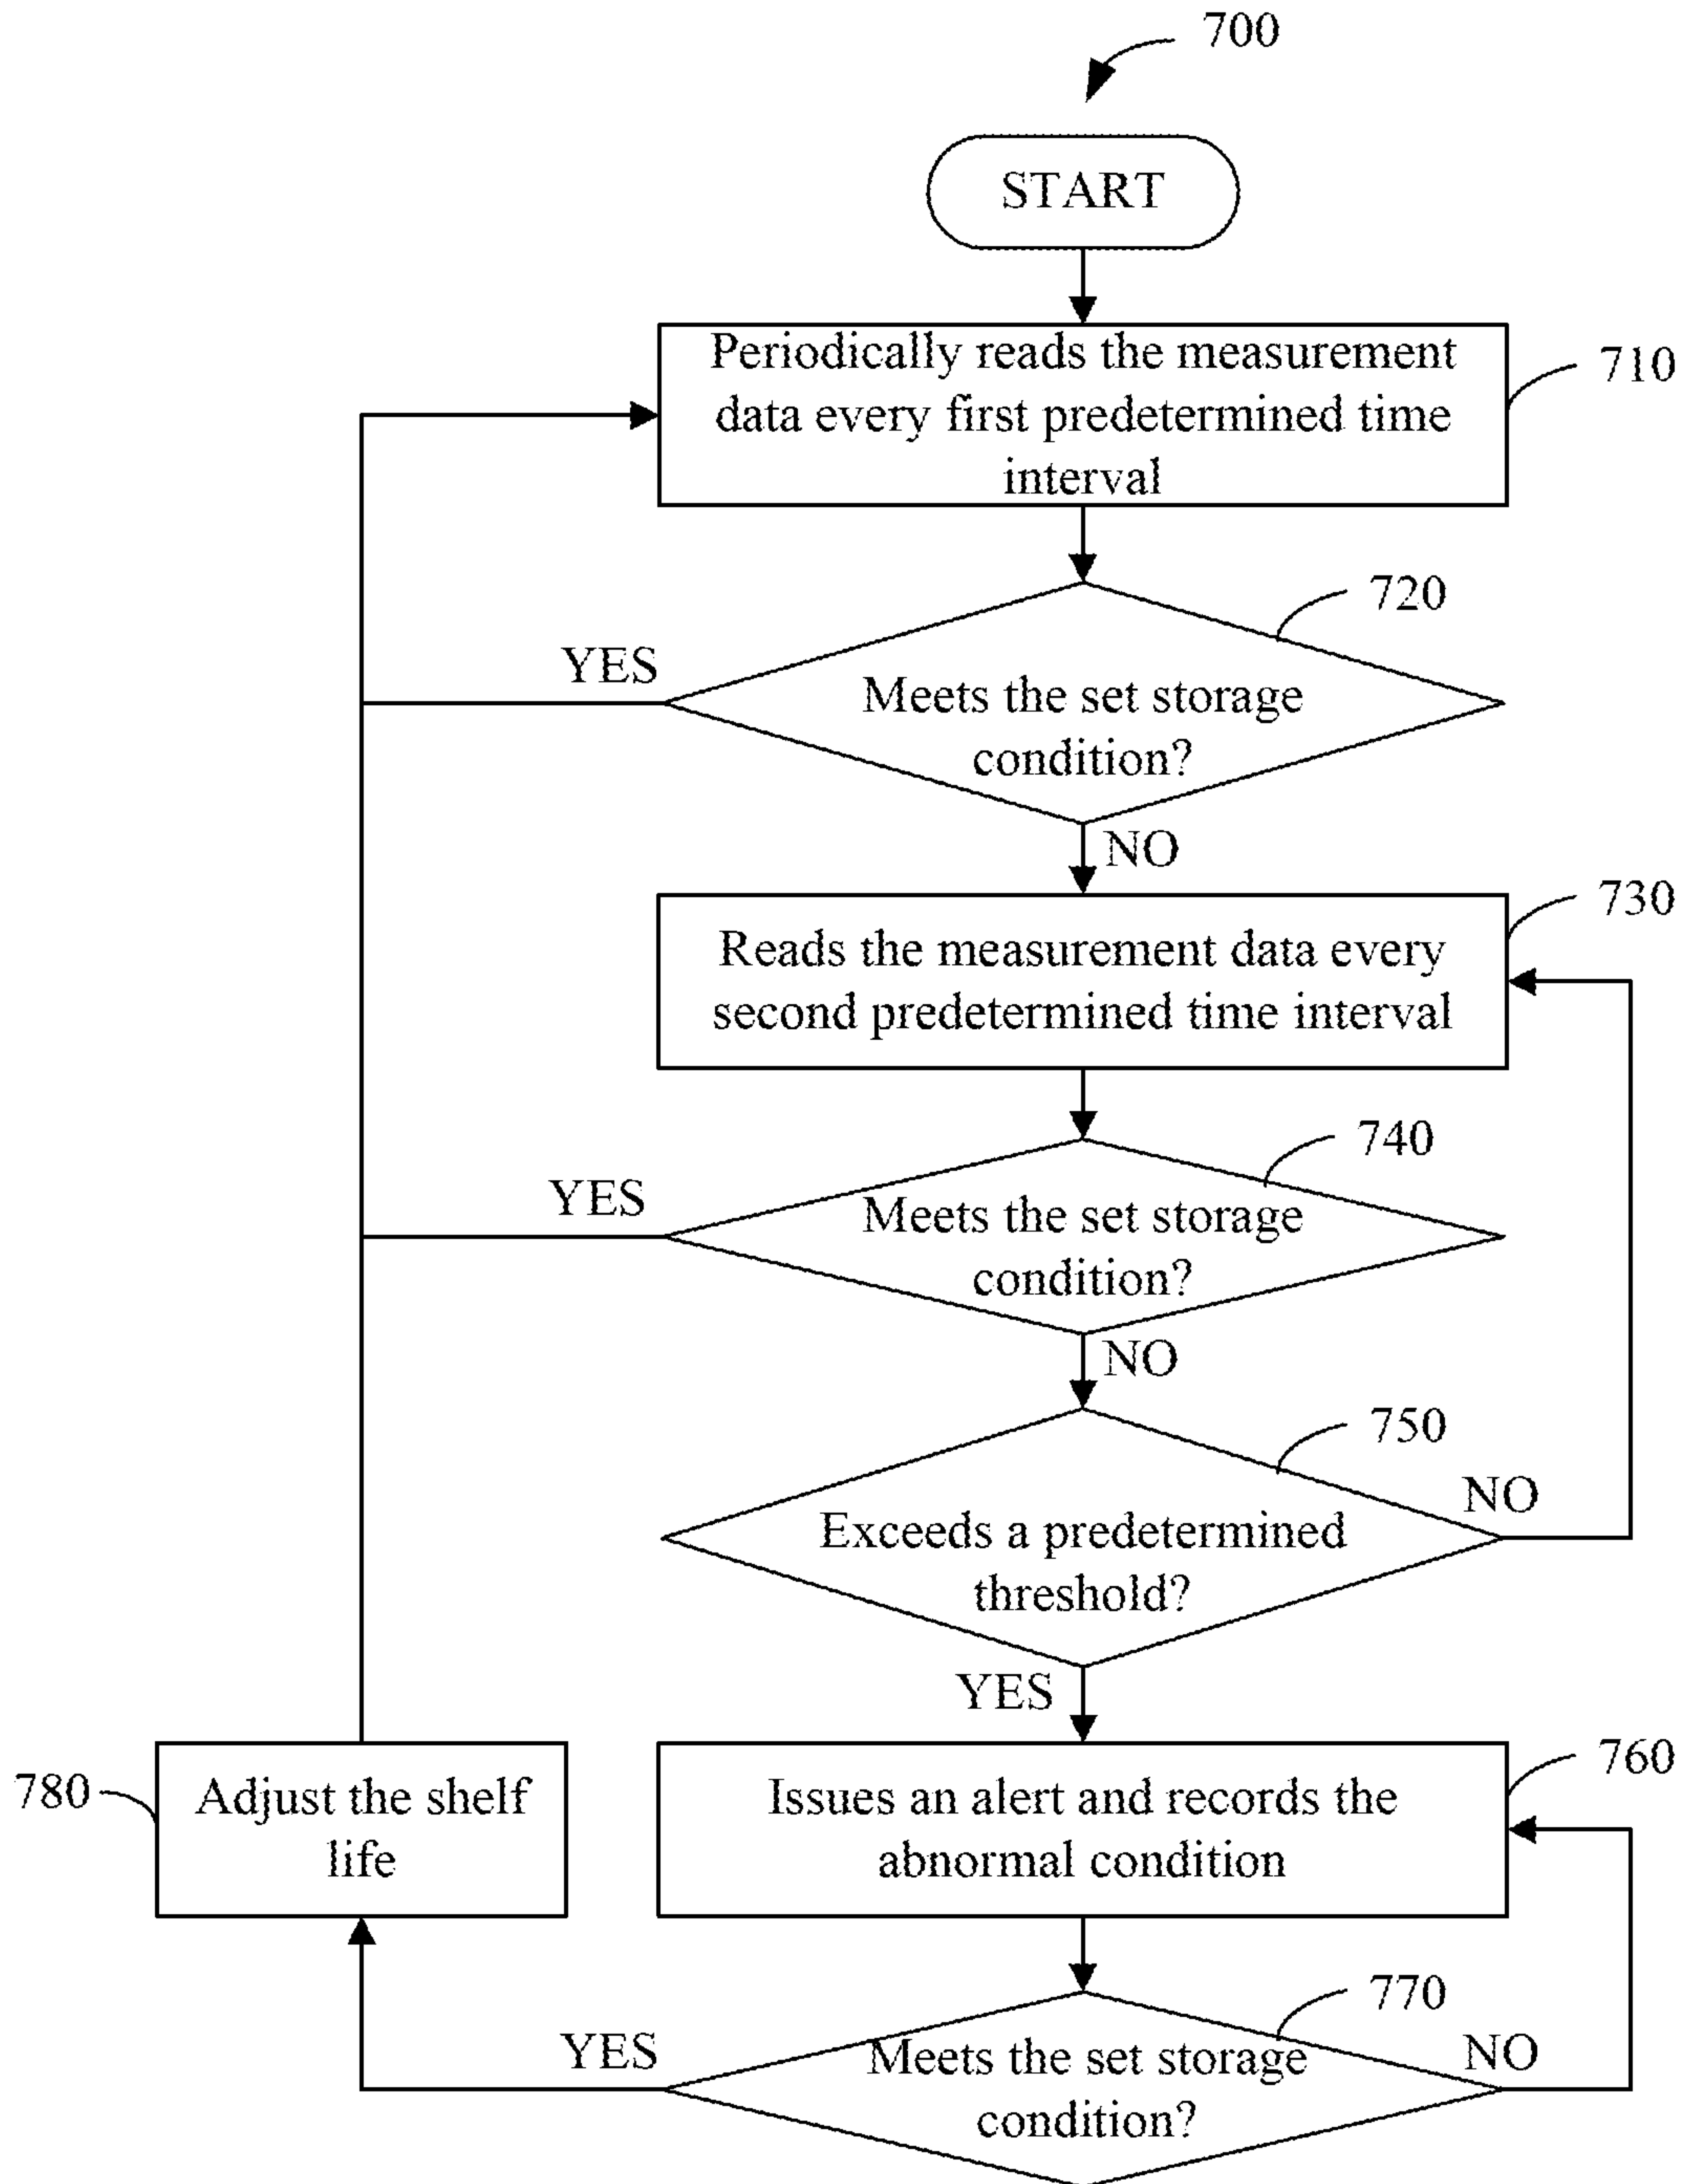 700
START
Periodically reads the measurement
data every first predetermined time
interval
710
720
YES
Meets the set storage
condition?
NO
730
Reads the measurement data every
second predetermined time interval
740
YES
Meets the set storage
condition?
NO
750
NO
Exceeds a predetermined
threshold?
YES
760
780
Adjust the shelf
life
Issues an alert and records the
abnormal condition
770
YES
Meets the set storage
condition?
NO